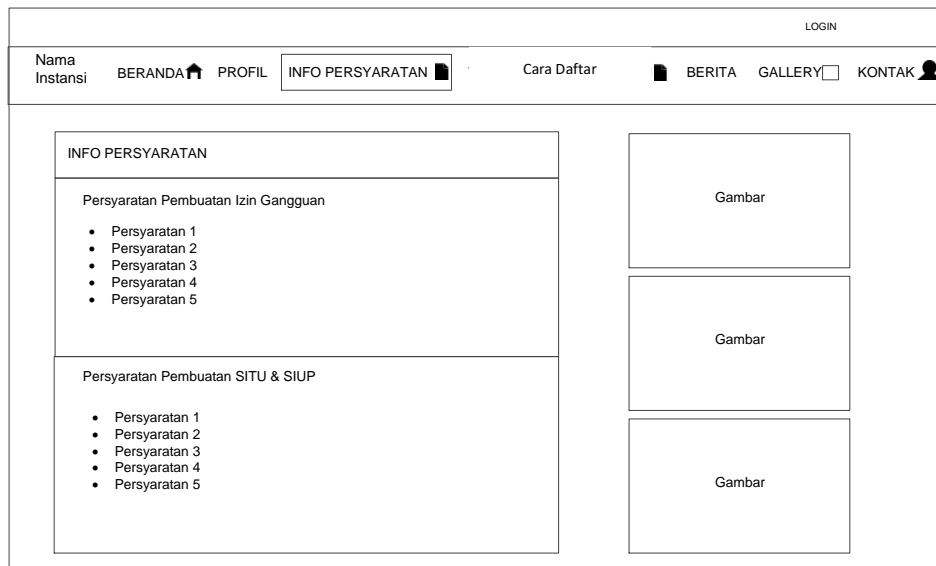 LOGIN
Nama
Instansi
BERANDA PROFIL INFO PERSYARATAN Cara Daftar BERITA GALLERY KONTAK
INFO PERSYARATAN
Persyaratan Pembuatan Izin Gangguan
• Persyaratan 1
• Persyaratan 2
• Persyaratan 3
• Persyaratan 4
• Persyaratan 5
Persyaratan Pembuatan SITU & SIUP
• Persyaratan 1
• Persyaratan 2
• Persyaratan 3
• Persyaratan 4
• Persyaratan 5
Gambar
Gambar
Gambar